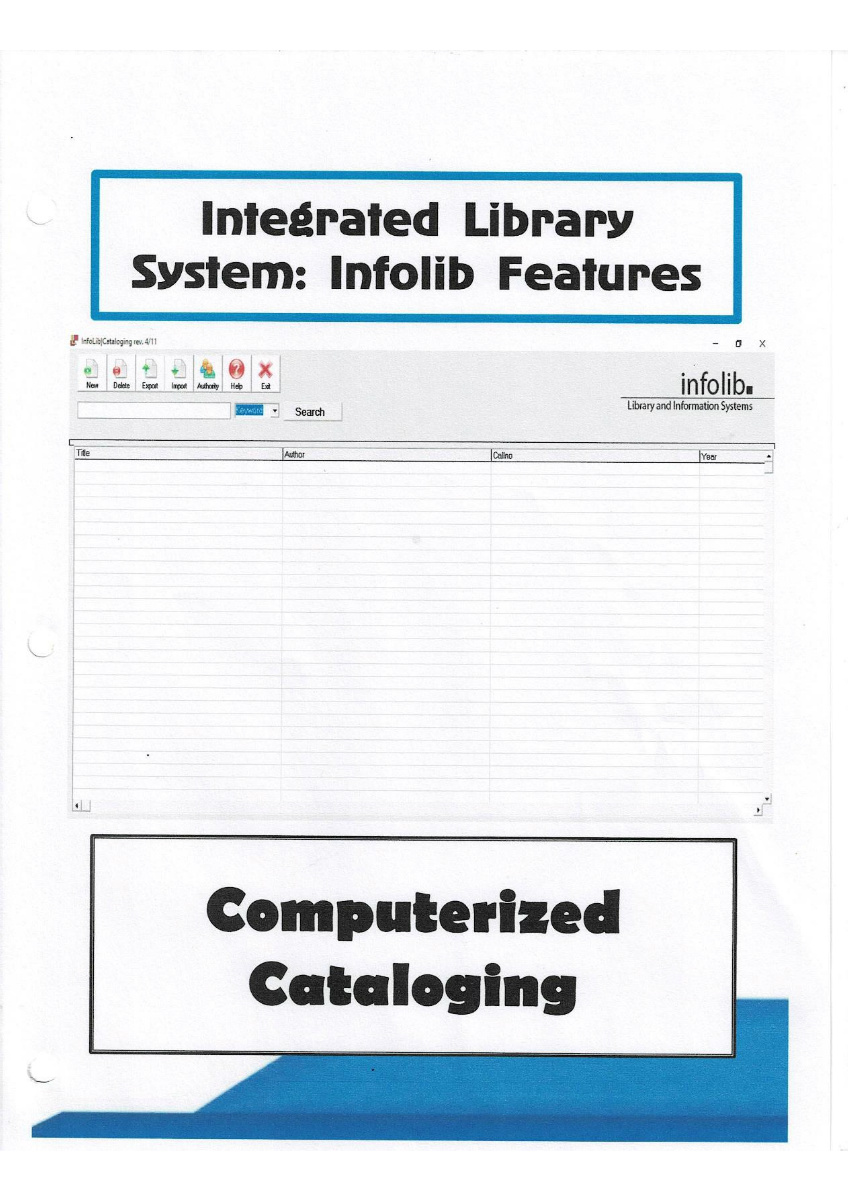 Integrated Library
System: Infolib Features
InfoLib|Cataloging rev. 4/11
New Delete Export Import Authority Help Exit
infolib.
Library and Information Systems
Keyword Search
Title Author Callno Year
Computerized
Cataloging